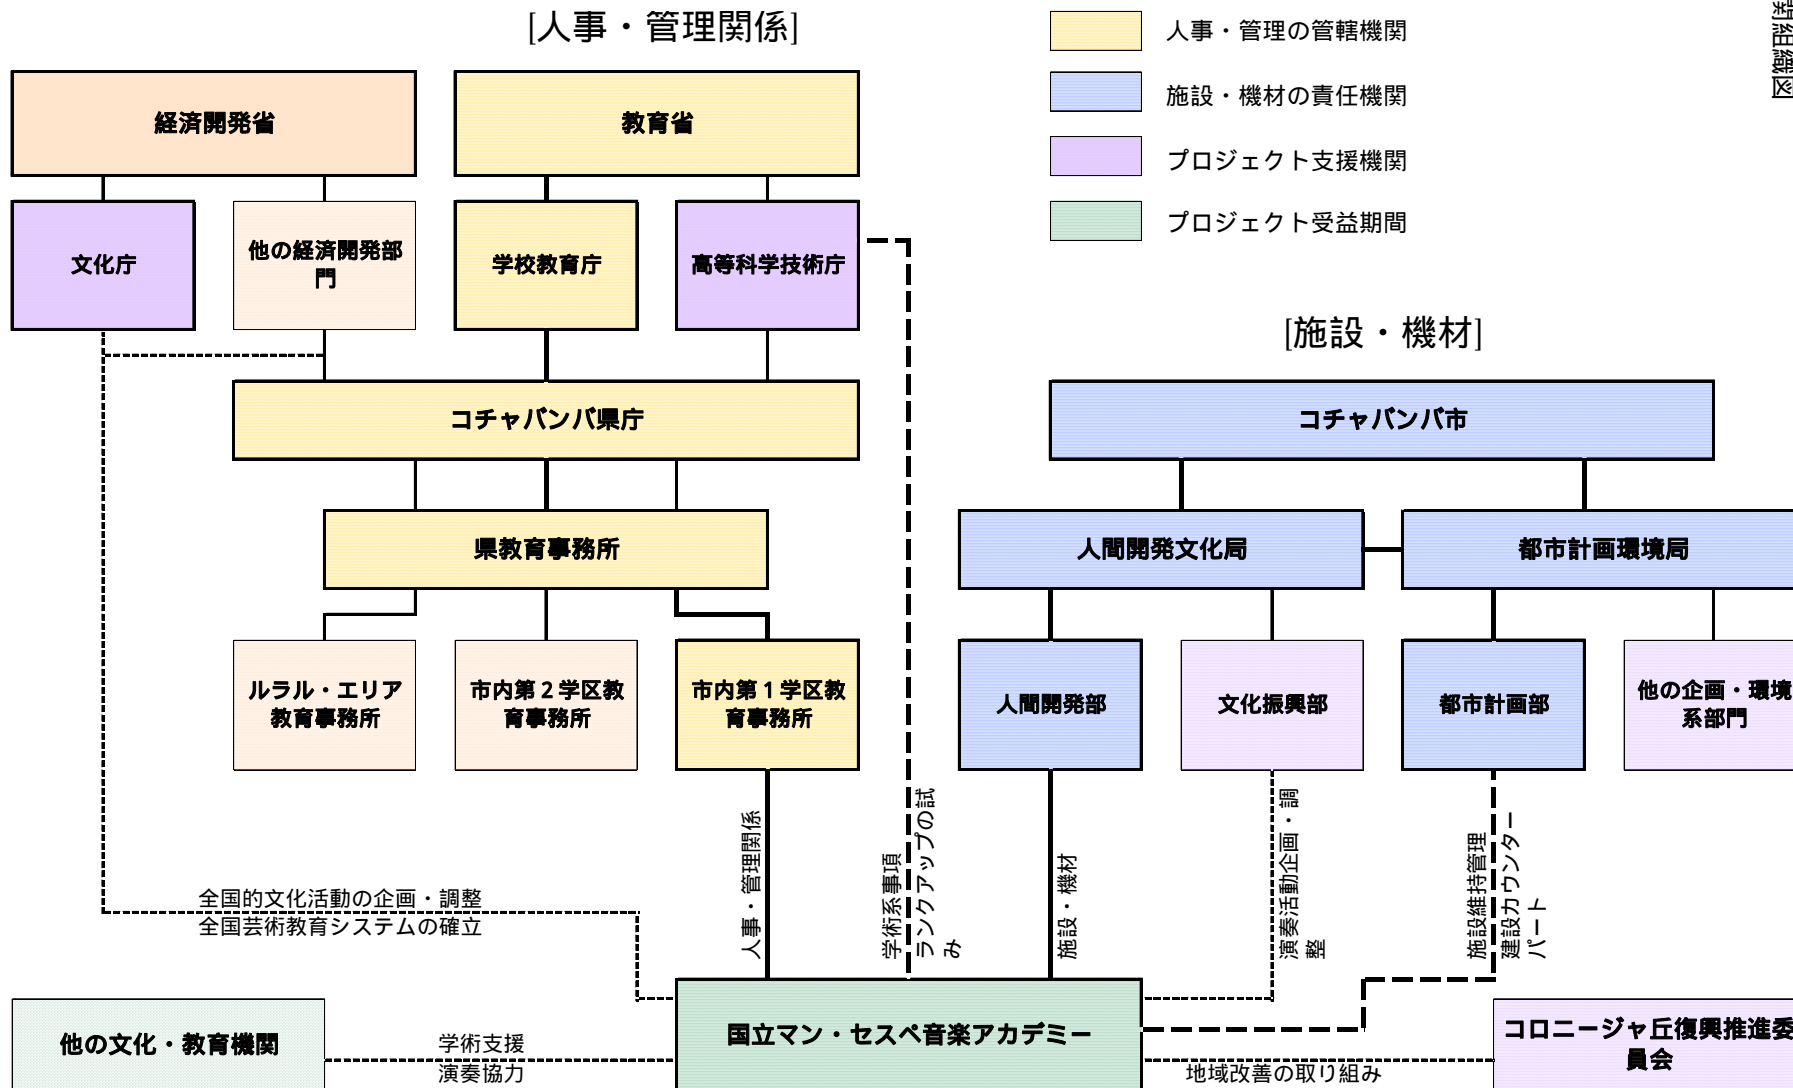 [人事・管理関係]
人事・管理の管轄機関
施設・機材の責任機関
プロジェクト支援機関
プロジェクト受益期間
関組織図
経済開発省
教育省
文化庁
他の経済開発部
門
学校教育庁
高等科学技術庁
[施設・機材]
コチャバンバ県庁
コチャバンバ市
県教育事務所
人間開発文化局
都市計画環境局
ルラル・エリア
教育事務所
市内第2学区教
育事務所
市内第1学区教
育事務所
人間開発部
文化振興部
都市計画部
他の企画・環境
系部門
全国的文化活動の企画・調整
全国芸術教育システムの確立
人事・管理関係
学術系事項
ランクアップの試
み
施設・機材
演奏活動企画・調
整
施設維持管理
建設カウンター
パート
他の文化・教育機関
学術支援
演奏協力
国立マン・セスペ音楽アカデミー
地域改善の取り組み
コロニージャ丘復興推進委
員会